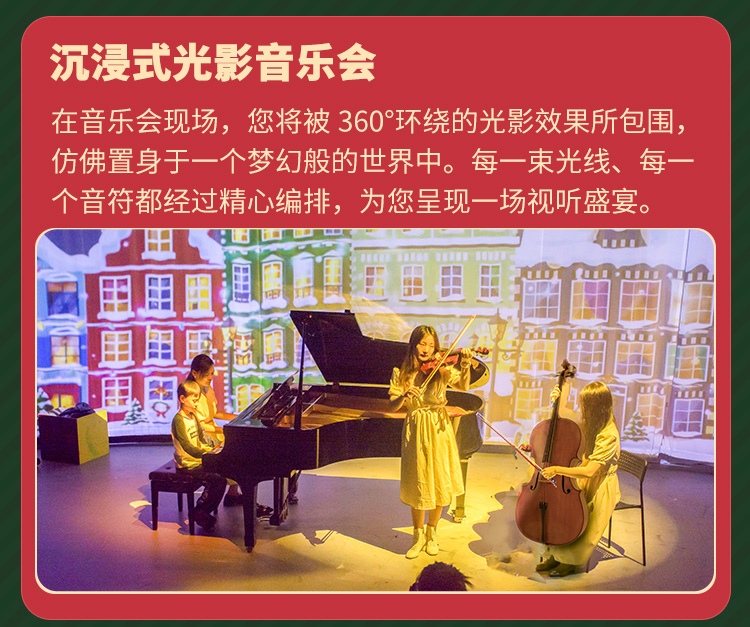 沉浸式光影音乐会
在音乐会现场，您将被 360°环绕的光影效果所包围，
仿佛置身于一个梦幻般的世界中。每一束光线、每一
个音符都经过精心编排，为您呈现一场视听盛宴。